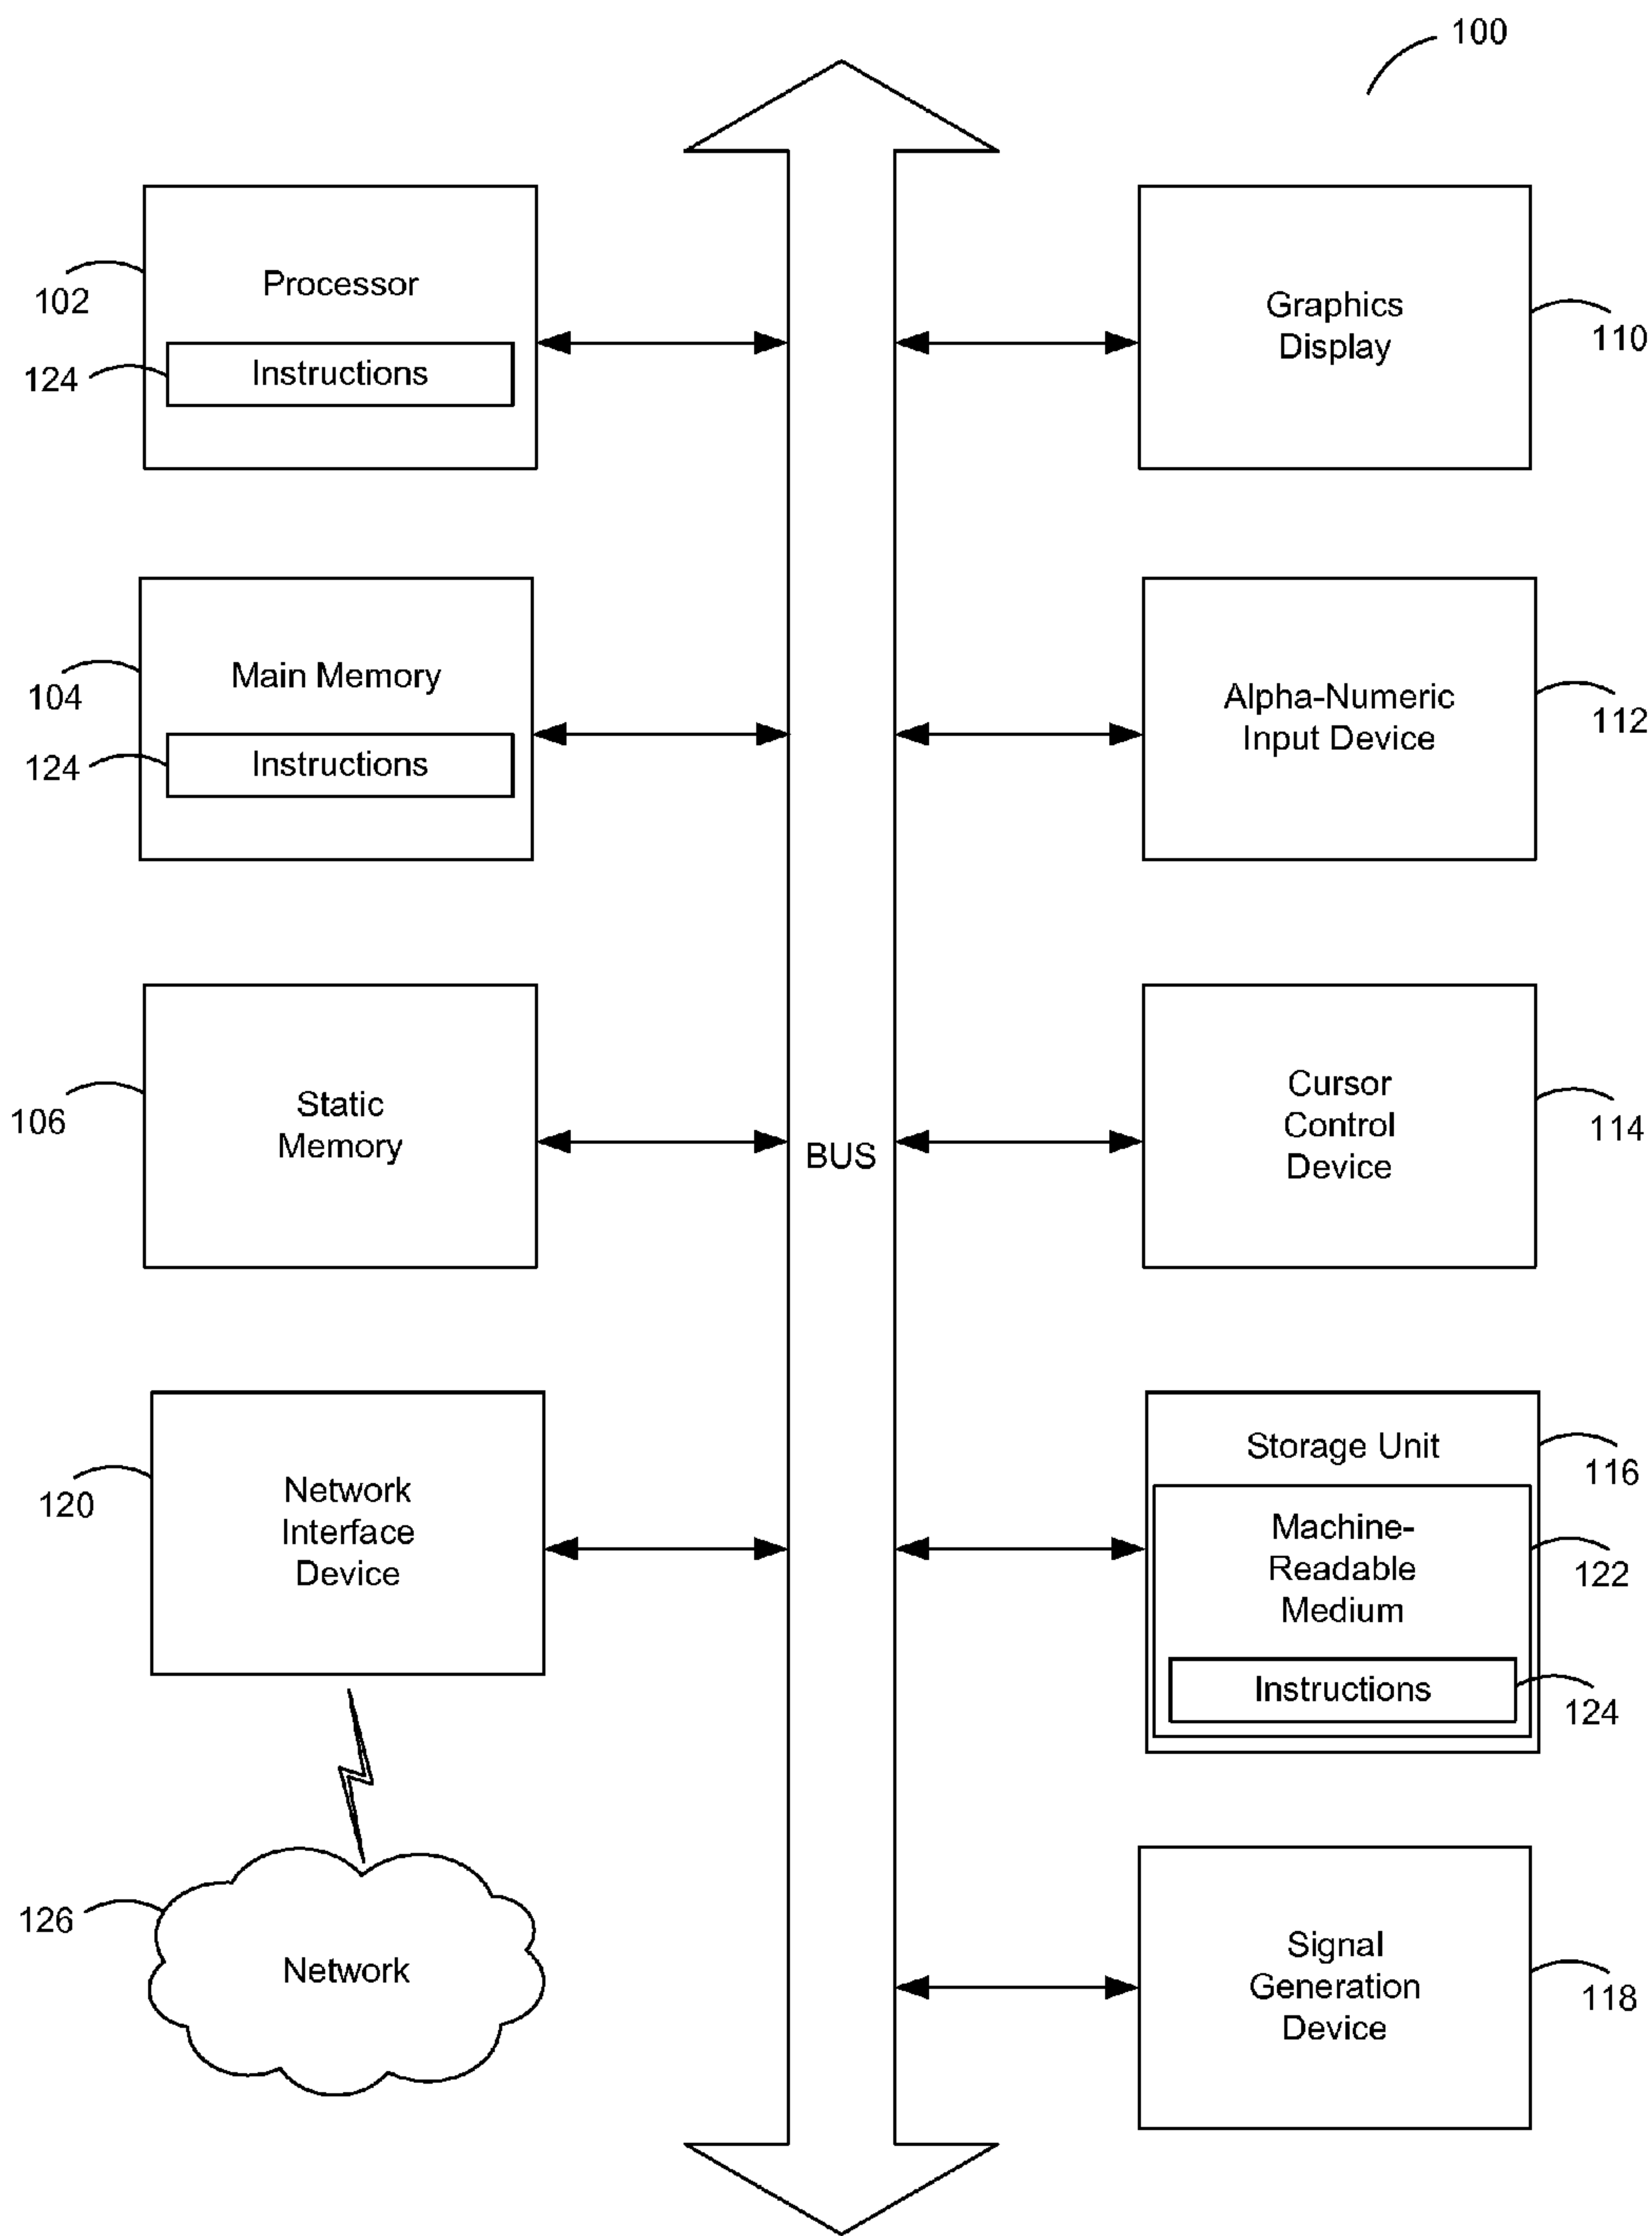 100
Processor
102
Instructions
124
Graphics
Display
110
Main Memory
104
Instructions
124
Alpha-Numeric
Input Device
112
Static
Memory
106
BUS
Cursor
Control
Device
114
Network
Interface
Device
120
Storage Unit
116
Machine-
Readable
Medium
122
Instructions
124
126
Network
Signal
Generation
Device
118